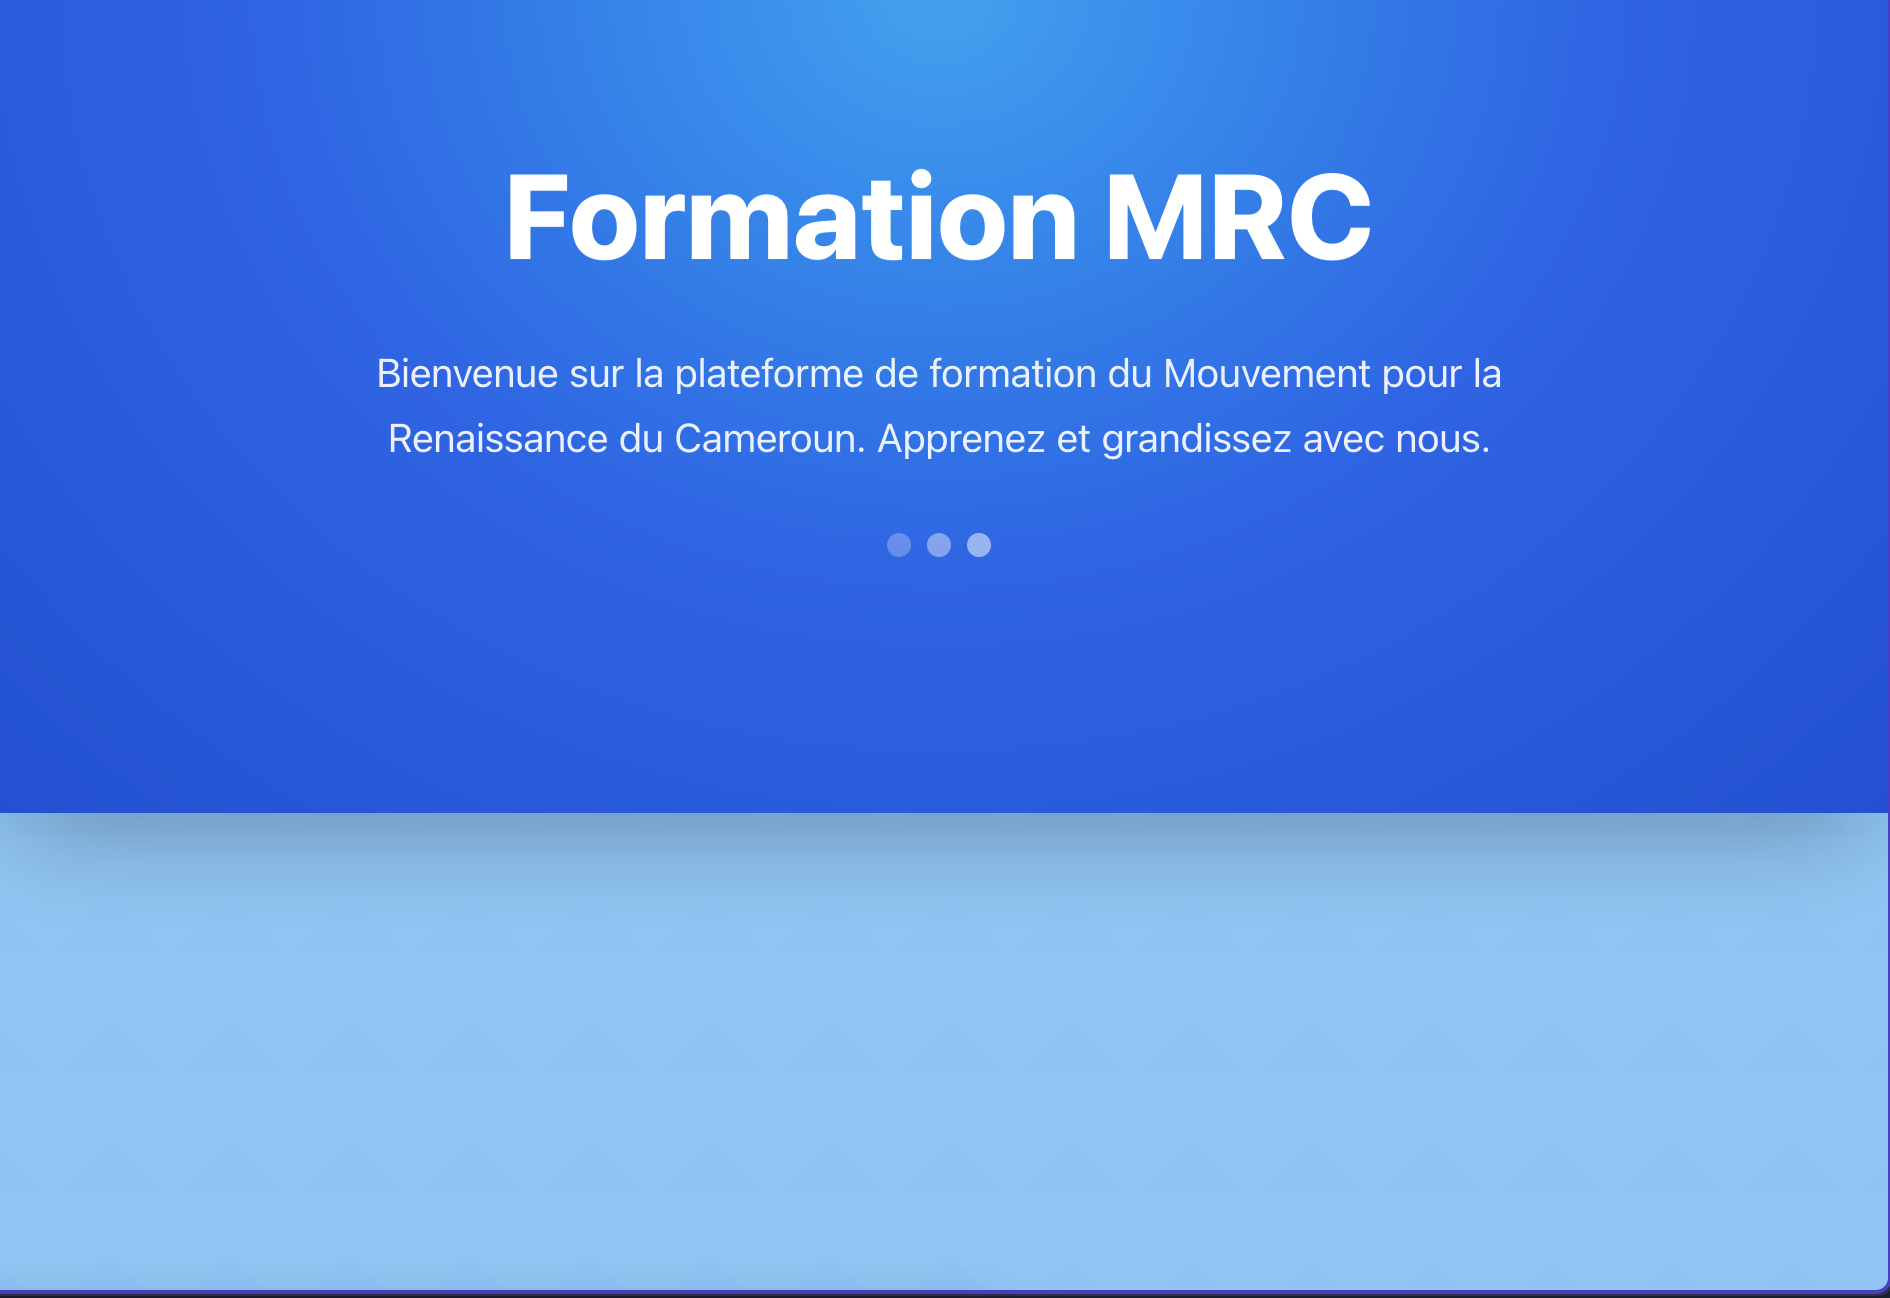 Formation MRC
Bienvenue sur la plateforme de formation du Mouvement pour la
Renaissance du Cameroun. Apprenez et grandissez avec nous.